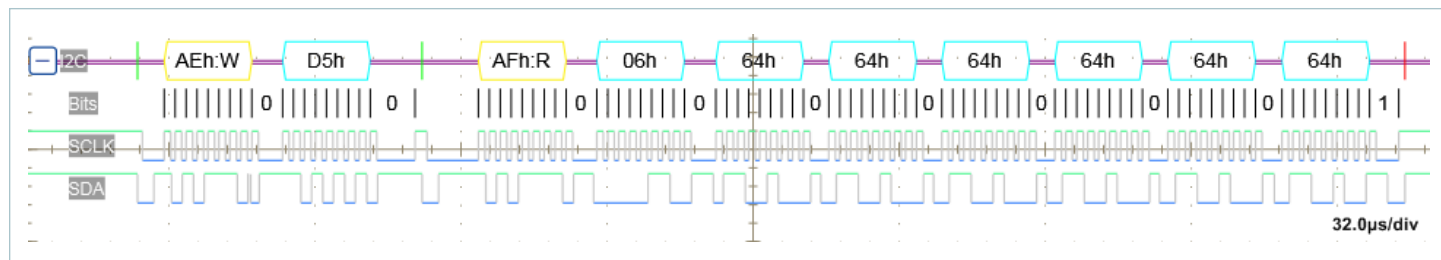 I2C AEh:W D5h AFh:R 06h 64h 64h 64h 64h 64h 64h
Bits 0 0 0 0 0 0 0 0 0 1
SCLK
SDA
32.0µs/div